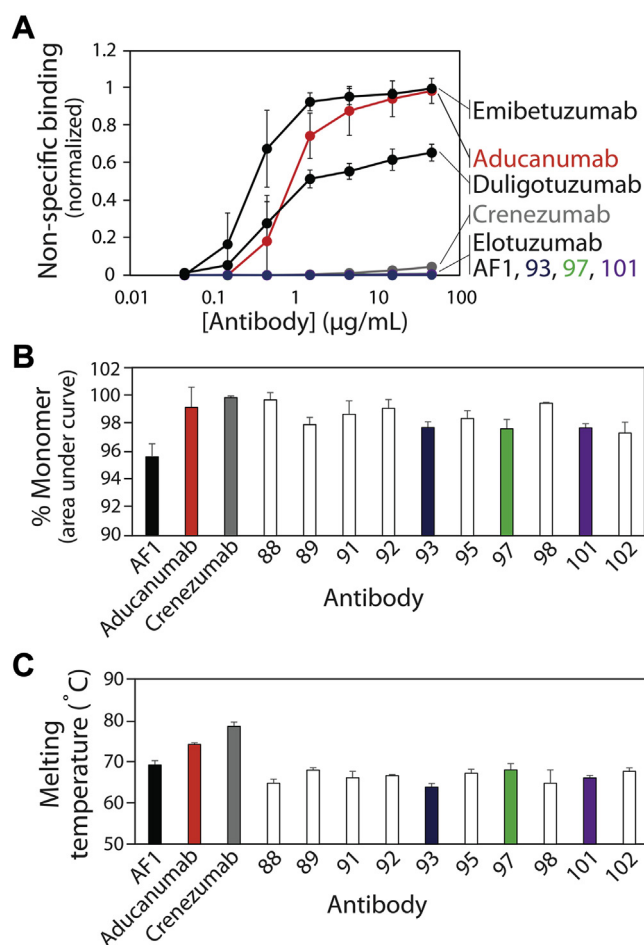 A
Non-specific binding
(normalized)
1.2
1
0.8
0.6
0.4
0.2
0
0.01
0.1
1
10
100
[Antibody] (μg/mL)
Emibetuzumab
Aducanumab
Duligotuzumab
Crenezumab
Elotuzumab
AF1, 93, 97, 101
B
% Monomer
(area under curve)
102
100
98
96
94
92
90
AF1
Aducanumab
Crenezumab
88
89
91
92
93
95
97
98
101
102
Antibody
C
Melting
temperature (°C)
90
80
70
60
50
AF1
Aducanumab
Crenezumab
88
89
91
92
93
95
97
98
101
102
Antibody